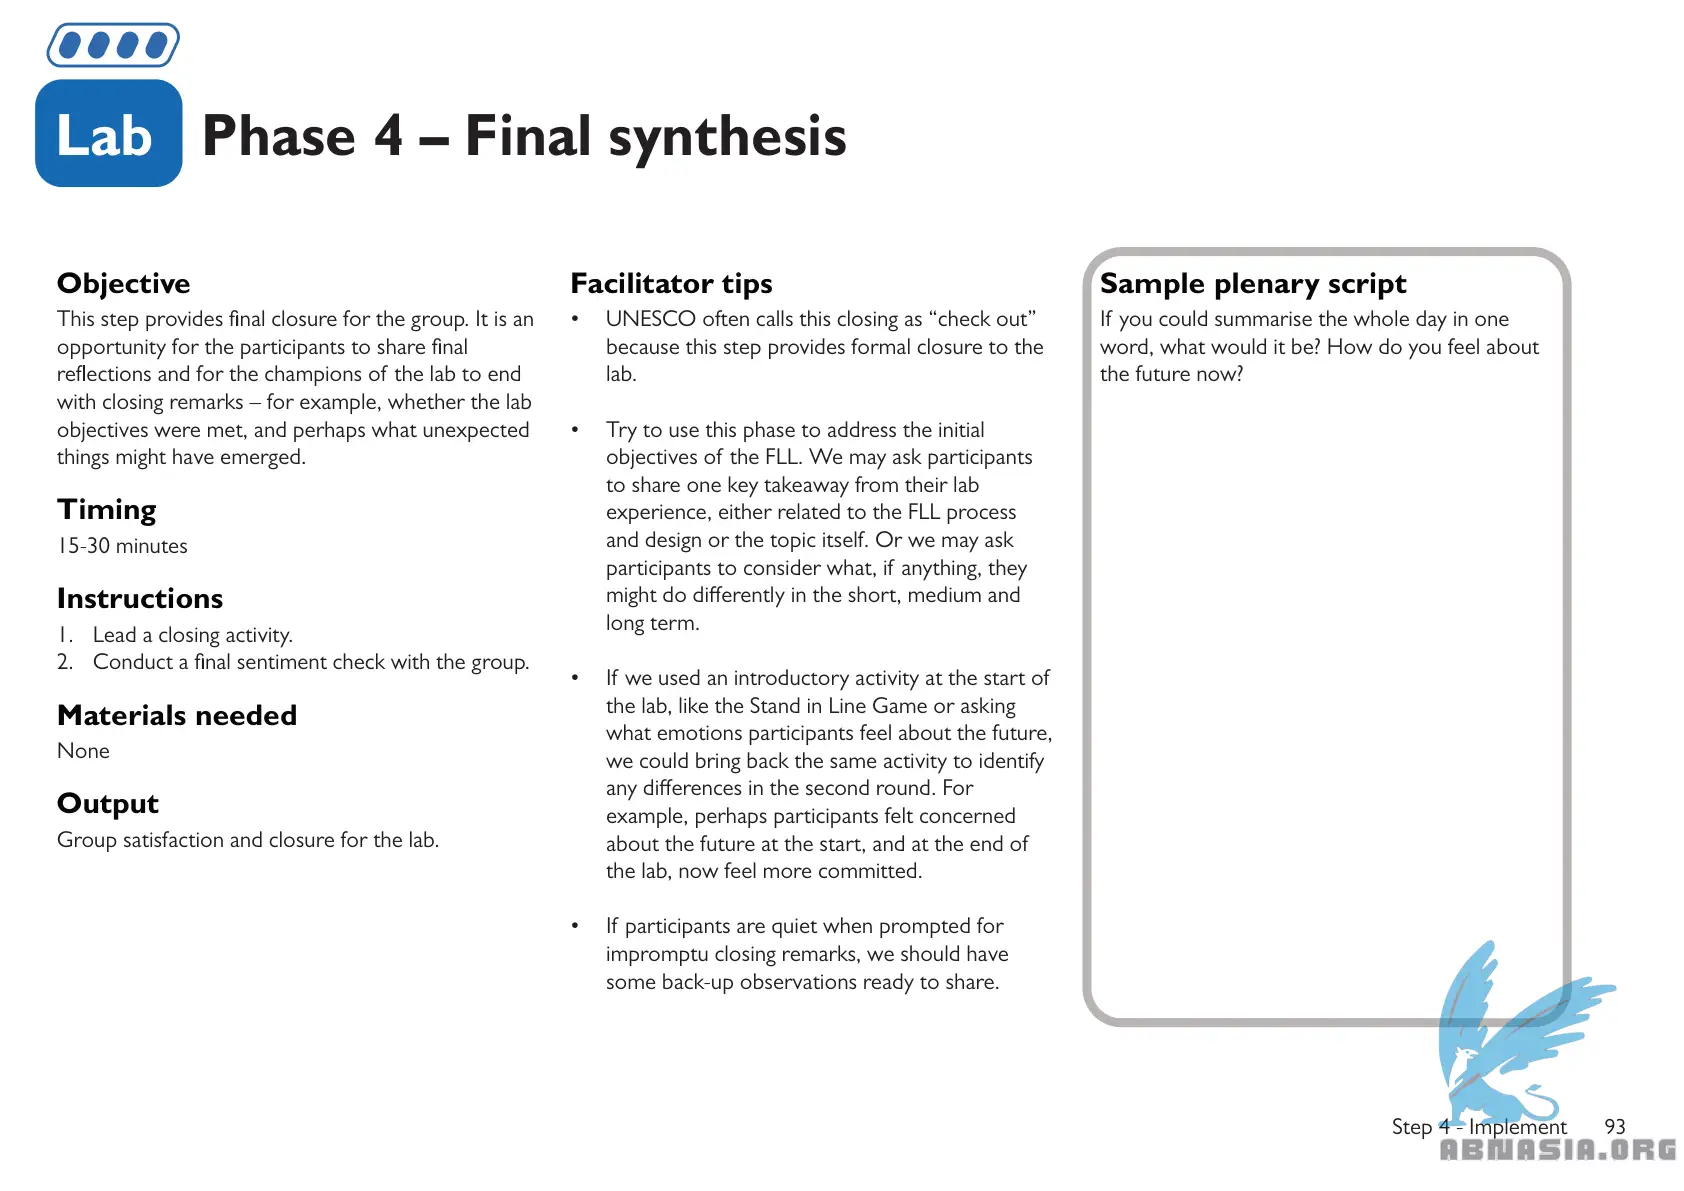 Lab
Phase 4 – Final synthesis
Objective
This step provides final closure for the group. It is an
opportunity for the participants to share final
reflections and for the champions of the lab to end
with closing remarks – for example, whether the lab
objectives were met, and perhaps what unexpected
things might have emerged.
Timing
15-30 minutes
Instructions
1. Lead a closing activity.
2. Conduct a final sentiment check with the group.
Materials needed
None
Output
Group satisfaction and closure for the lab.
Facilitator tips
• UNESCO often calls this closing as “check out”
because this step provides formal closure to the
lab.
• Try to use this phase to address the initial
objectives of the FLL. We may ask participants
to share one key takeaway from their lab
experience, either related to the FLL process
and design or the topic itself. Or we may ask
participants to consider what, if anything, they
might do differently in the short, medium and
long term.
• If we used an introductory activity at the start of
the lab, like the Stand in Line Game or asking
what emotions participants feel about the future,
we could bring back the same activity to identify
any differences in the second round. For
example, perhaps participants felt concerned
about the future at the start, and at the end of
the lab, now feel more committed.
• If participants are quiet when prompted for
impromptu closing remarks, we should have
some back-up observations ready to share.
Sample plenary script
If you could summarise the whole day in one
word, what would it be? How do you feel about
the future now?
Step 4 - Implement 93
ABNASIA.ORG